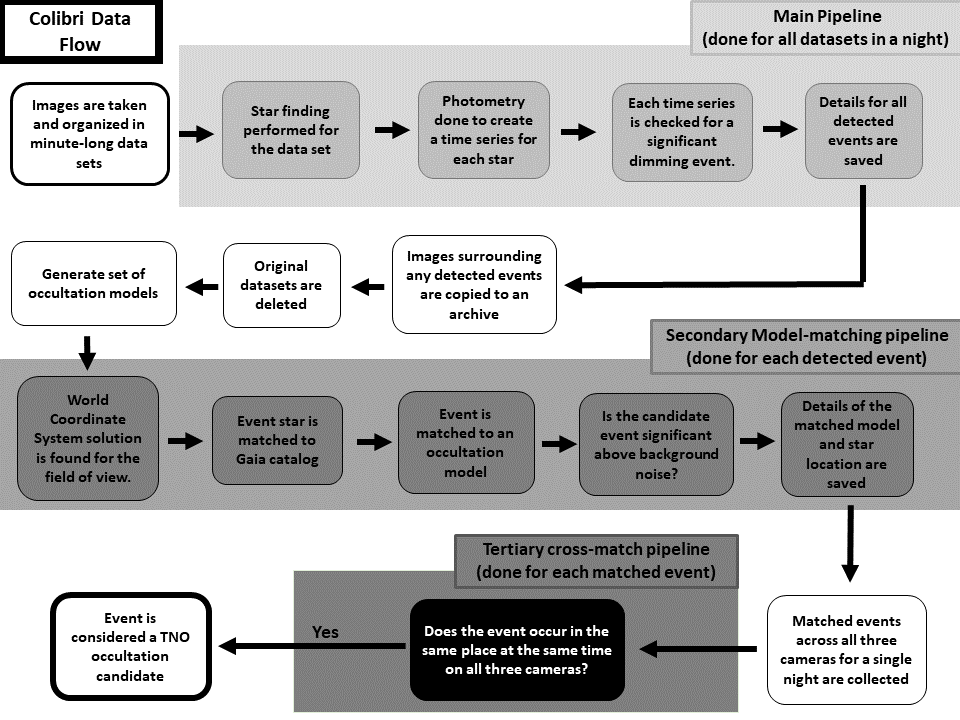 Colibri Data
Flow
Main Pipeline
(done for all datasets in a night)
Images are taken
and organized in
minute-long data
sets
Star finding
performed for
the data set
Photometry
done to create
a time series for
each star
Each time series
is checked for a
significant
dimming event.
Details for all
detected
events are
saved
Images surrounding
any detected events
are copied to an
archive
Original
datasets are
deleted
Generate set of
occultation models
Secondary Model-matching pipeline
(done for each detected event)
World
Coordinate
System solution
is found for the
field of view.
Event star is
matched to
Gaia catalog
Event is
matched to an
occultation
model
Is the candidate
event significant
above background
noise?
Details of the
matched model
and star
location are
saved
Matched events
across all three
cameras for a single
night are collected
Tertiary cross-match pipeline
(done for each matched event)
Does the event occur in the
same place at the same time
on all three cameras?
Yes
Event is
considered a TNO
occultation
candidate